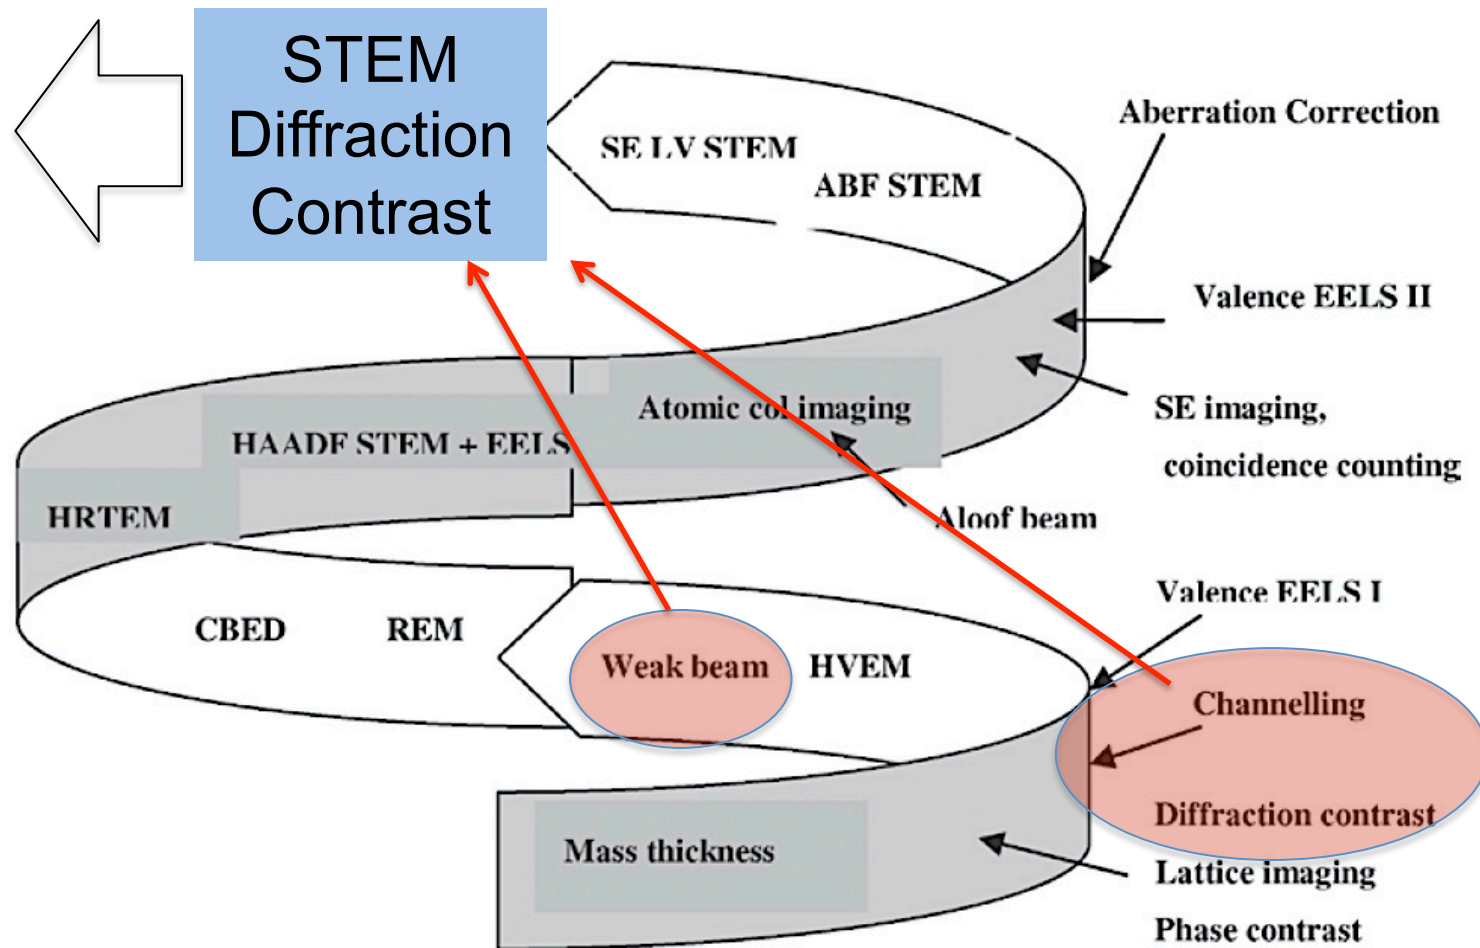 STEM
Diffraction
Contrast
SE LV STEM
ABF STEM
Aberration Correction
Valence EELS II
SE imaging,
coincidence counting
Atomic col imaging
HAADF STEM + EELS
HRTEM
Aloof beam
Valence EELS I
CBED
REM
Weak beam
HVEM
Channelling
Diffraction contrast
Mass thickness
Lattice imaging
Phase contrast